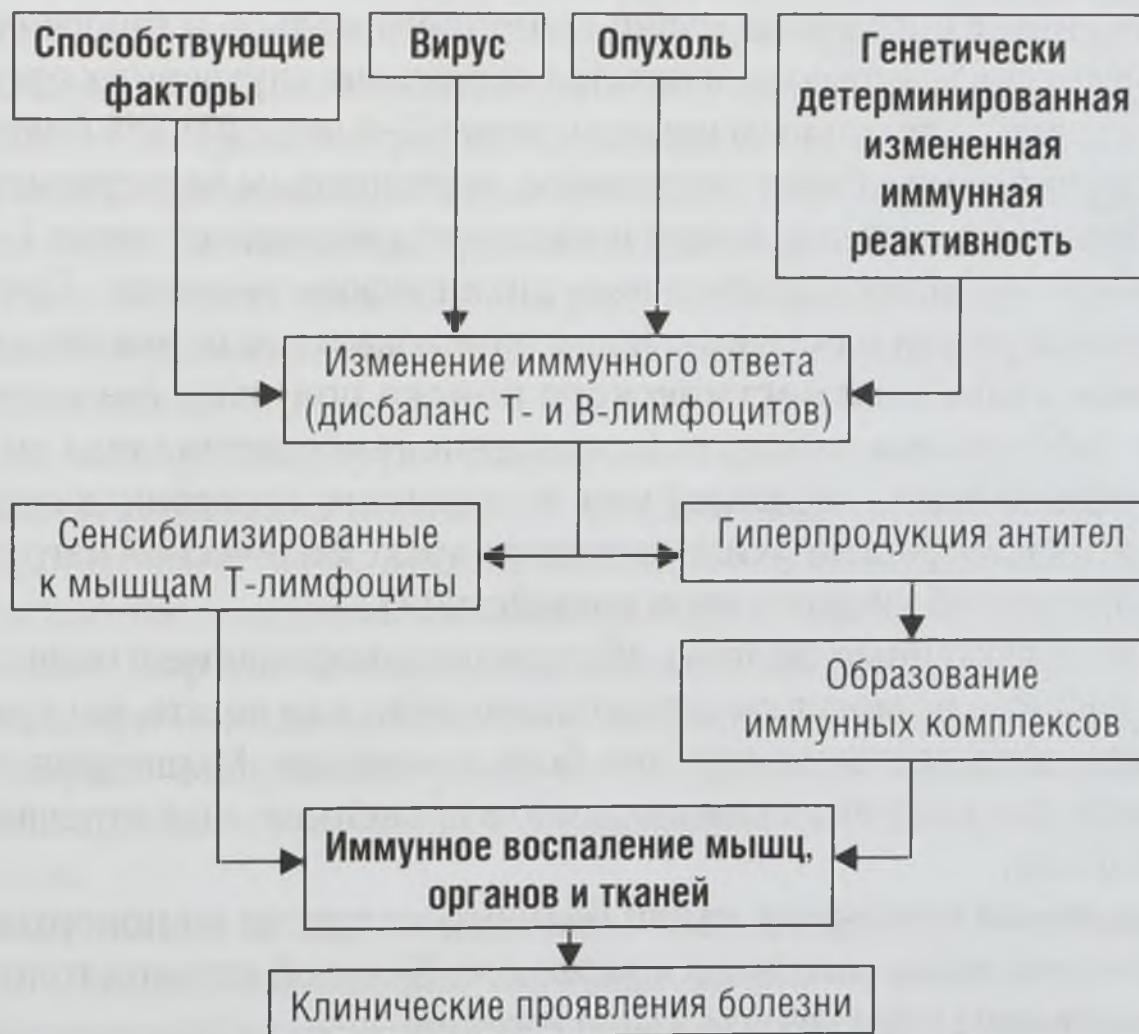 Способствующие
факторы
Вирус
Опухоль
Генетически
детерминированная
измененная
иммунная
реактивность
Изменение иммунного ответа
(дисбаланс Т- и В-лимфоцитов)
Сенсибилизированные
к мышцам Т-лимфоциты
Гиперпродукция антител
Образование
иммунных комплексов
Иммунное воспаление мышц,
органов и тканей
Клинические проявления болезни